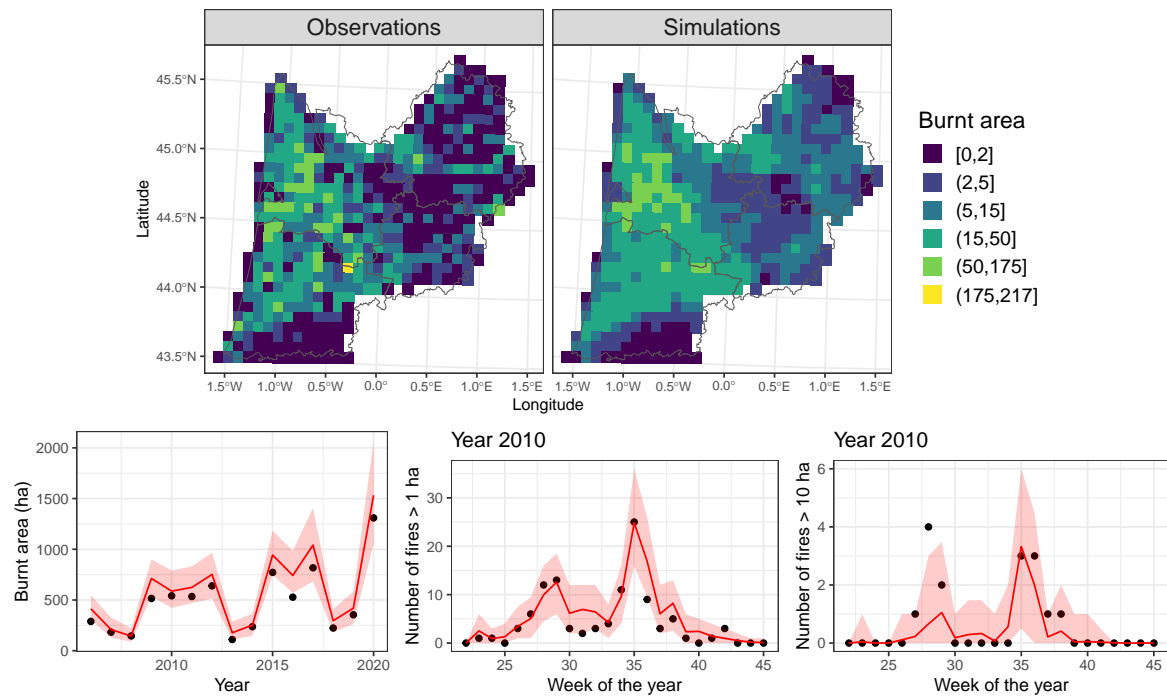 Observations
Simulations
45.5°N
45.0°N
44.5°N
44.0°N
43.5°N
Latitude
1.5°W 1.0°W 0.5°W 0.0° 0.5°E 1.0°E 1.5°E
1.5°W 1.0°W 0.5°W 0.0° 0.5°E 1.0°E 1.5°E
Longitude
Burnt area
[0,2]
(2,5]
(5,15]
(15,50]
(50,175]
(175,217]
2000
1500
1000
500
0
Burnt area (ha)
2010 2015 2020
Year
Year 2010
30
20
10
0
Number of fires > 1 ha
25 30 35 40 45
Week of the year
Year 2010
6
4
2
0
Number of fires > 10 ha
25 30 35 40 45
Week of the year